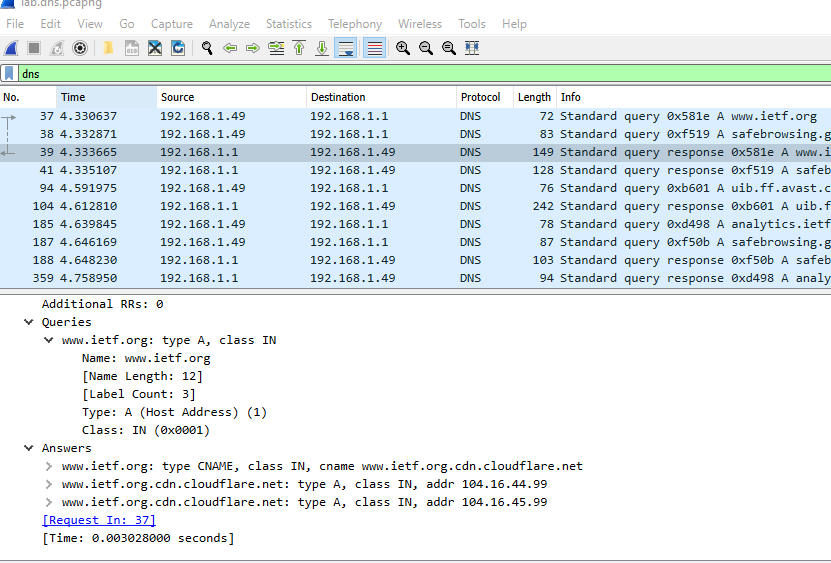 lab.dns.pcapng
File Edit View Go Capture Analyze Statistics Telephony Wireless Tools Help
dns
No. Time Source Destination Protocol Length Info
37 4.330637 192.168.1.49 192.168.1.1 DNS 72 Standard query 0x581e A www.ietf.org
38 4.332871 192.168.1.49 192.168.1.1 DNS 83 Standard query 0xf519 A safebrowsing.g
39 4.333665 192.168.1.1 192.168.1.49 DNS 149 Standard query response 0x581e A www.i
41 4.335107 192.168.1.1 192.168.1.49 DNS 128 Standard query response 0xf519 A safeb
94 4.591975 192.168.1.49 192.168.1.1 DNS 76 Standard query 0xb601 A uib.ff.avast.c
104 4.612810 192.168.1.1 192.168.1.49 DNS 242 Standard query response 0xb601 A uib.f
185 4.639845 192.168.1.49 192.168.1.1 DNS 78 Standard query 0xd498 A analytics.ietf
187 4.646169 192.168.1.49 192.168.1.1 DNS 87 Standard query 0xf50b A safebrowsing.g
188 4.648230 192.168.1.1 192.168.1.49 DNS 103 Standard query response 0xf50b A safeb
359 4.758950 192.168.1.1 192.168.1.49 DNS 94 Standard query response 0xd498 A analy
Additional RRs: 0
Queries
www.ietf.org: type A, class IN
Name: www.ietf.org
[Name Length: 12]
[Label Count: 3]
Type: A (Host Address) (1)
Class: IN (0x0001)
Answers
www.ietf.org: type CNAME, class IN, cname www.ietf.org.cdn.cloudflare.net
www.ietf.org.cdn.cloudflare.net: type A, class IN, addr 104.16.44.99
www.ietf.org.cdn.cloudflare.net: type A, class IN, addr 104.16.45.99
[Request In: 37]
[Time: 0.003028000 seconds]